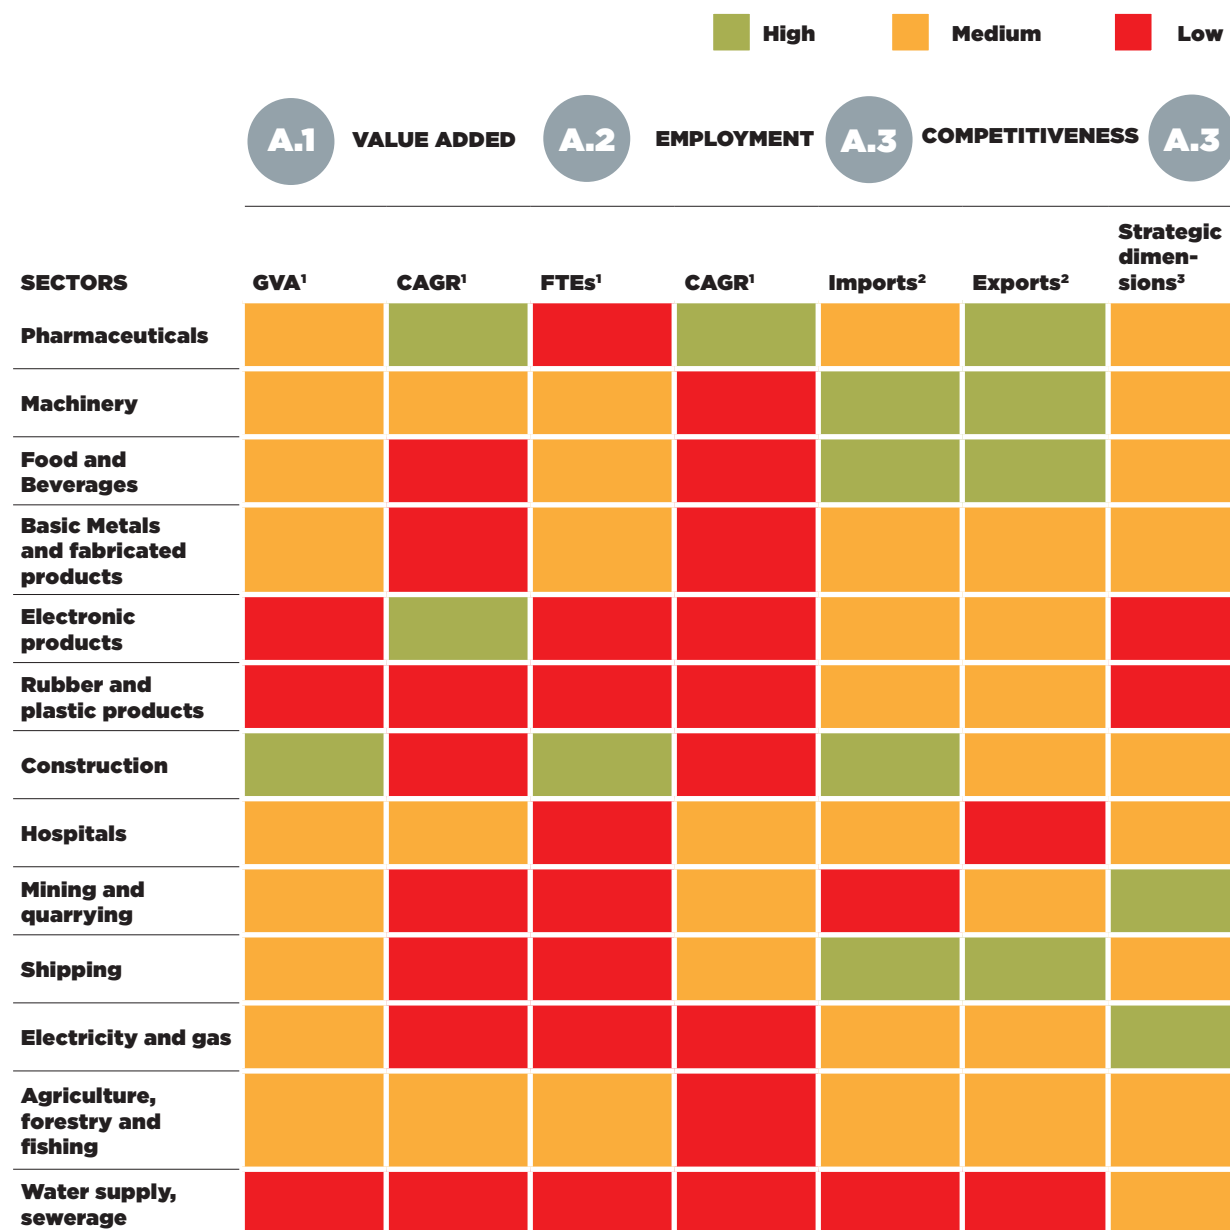 High Medium Low
A.1 VALUE ADDED A.2 EMPLOYMENT A.3 COMPETITIVENESS A.3
SECTORS GVA¹ CAGR¹ FTEs¹ CAGR¹ Imports² Exports² Strategic
dimen-
sions³
Pharmaceuticals
Machinery
Food and
Beverages
Basic Metals
and fabricated
products
Electronic
products
Rubber and
plastic products
Construction
Hospitals
Mining and
quarrying
Shipping
Electricity and gas
Agriculture,
forestry and
fishing
Water supply,
sewerage